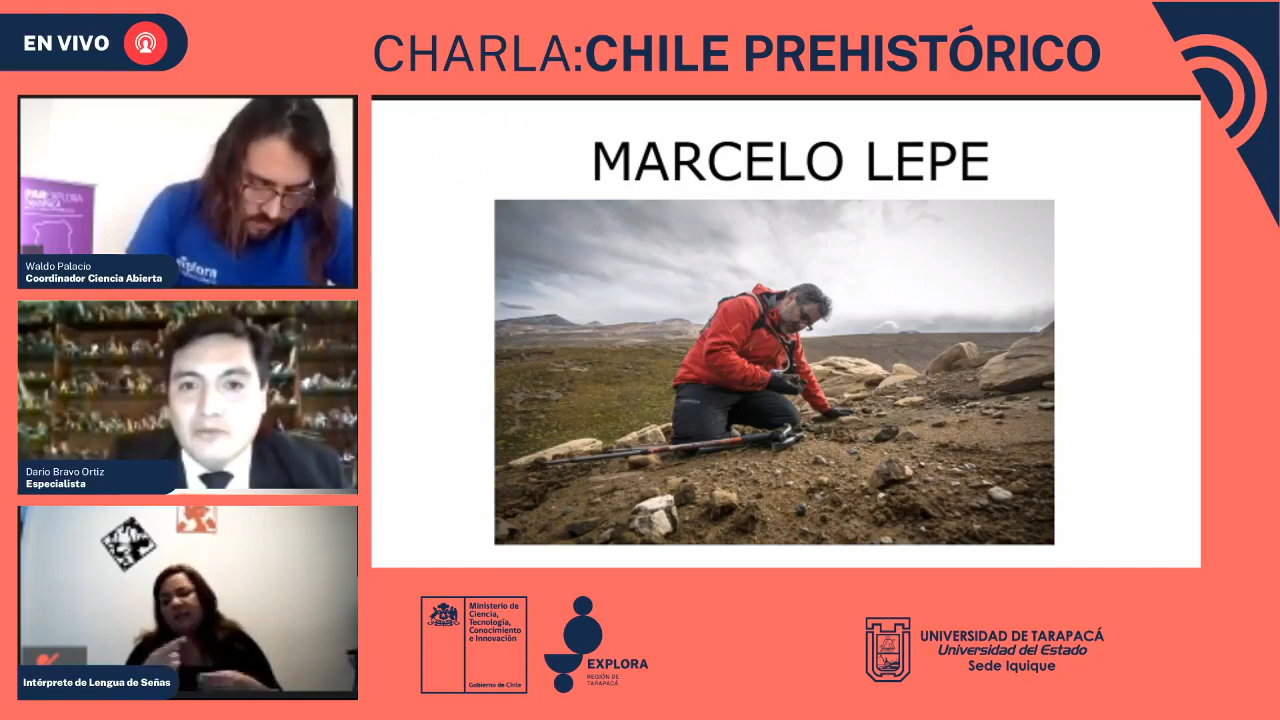 EN VIVO
CHARLA:CHILE PREHISTÓRICO
MARCELO LEPE
PAR EXPLORA
Waldo Palacio
Coordinador Ciencia Abierta
Dario Bravo Ortiz
Especialista
Intérprete de Lengua de Señas
Ministerio de
Ciencia,
Tecnología,
Conocimiento
e Innovación
Gobierno de Chile
EXPLORA
REGIÓN DE
TARAPACÁ
UNIVERSIDAD DE TARAPACÁ
Universidad del Estado
Sede Iquique